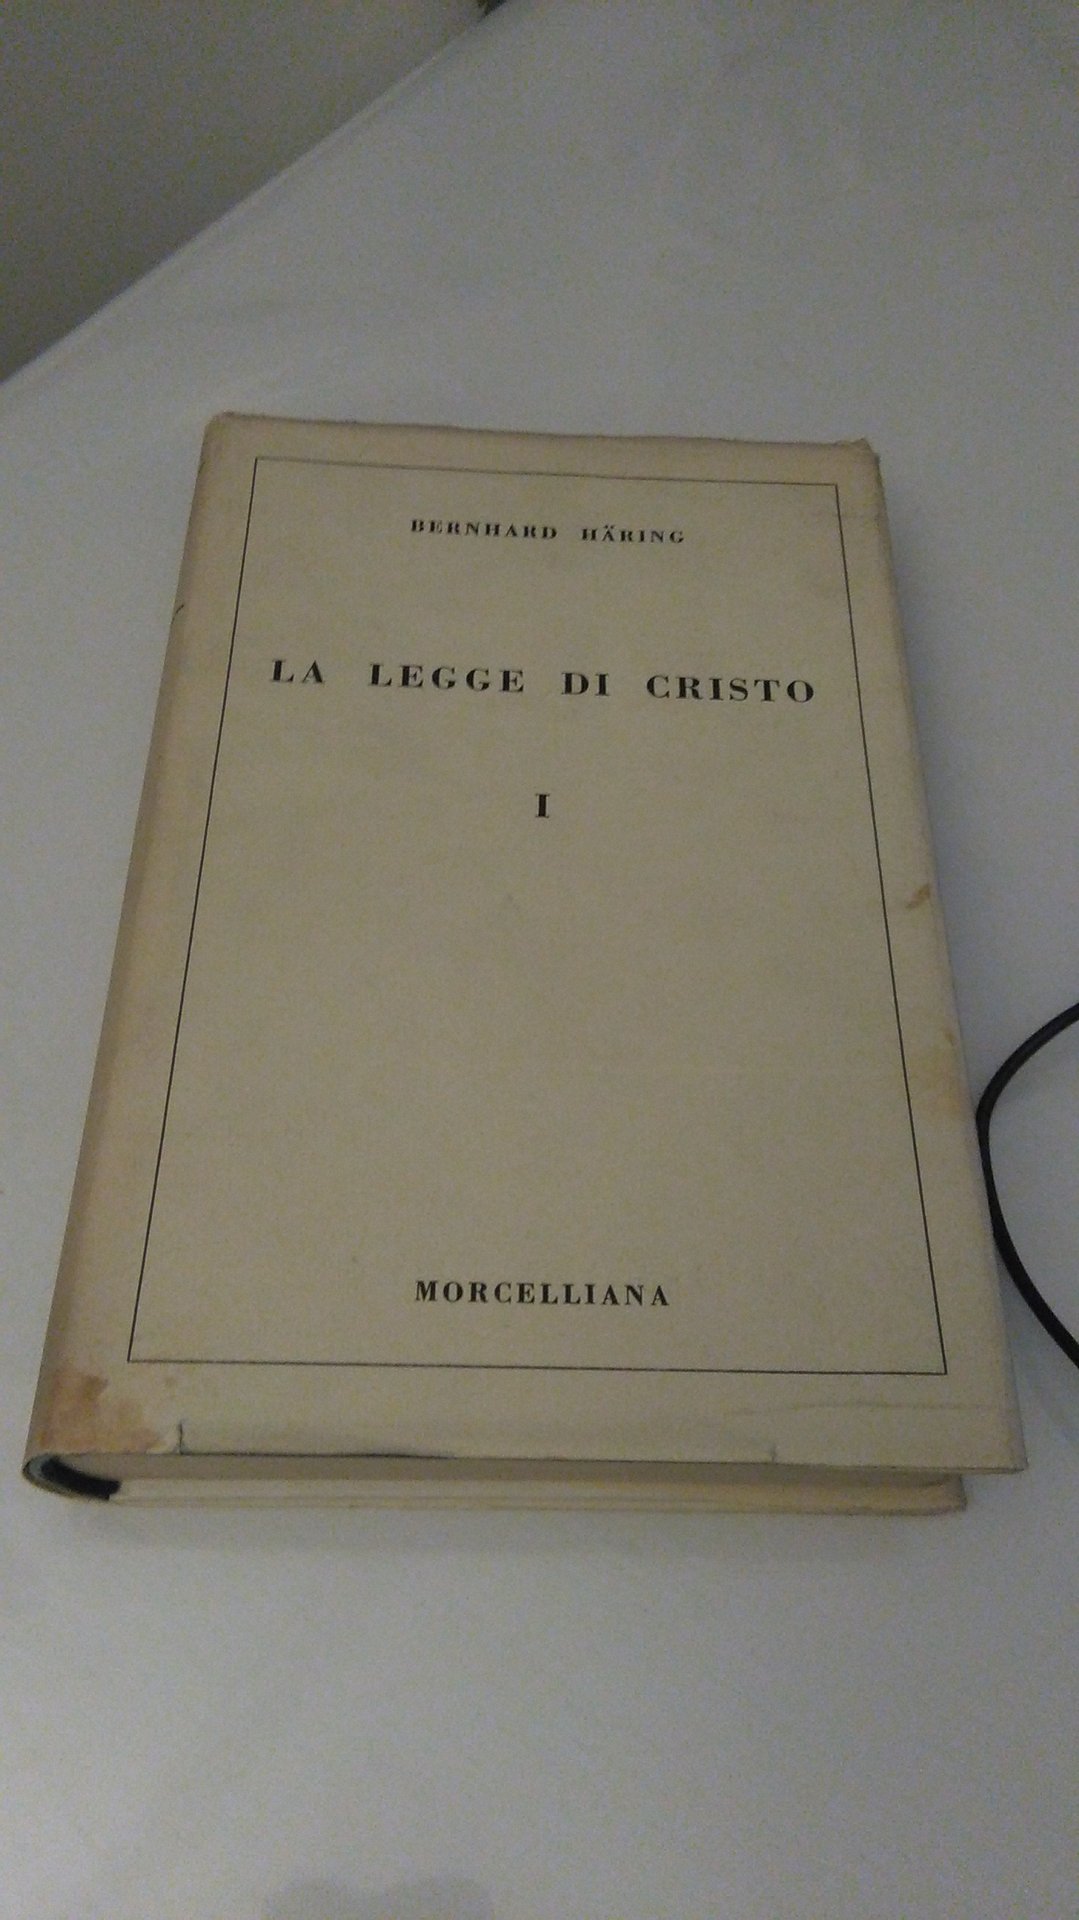 BERNHARD HÄRING
LA LEGGE DI CRISTO
I
MORCELLIANA